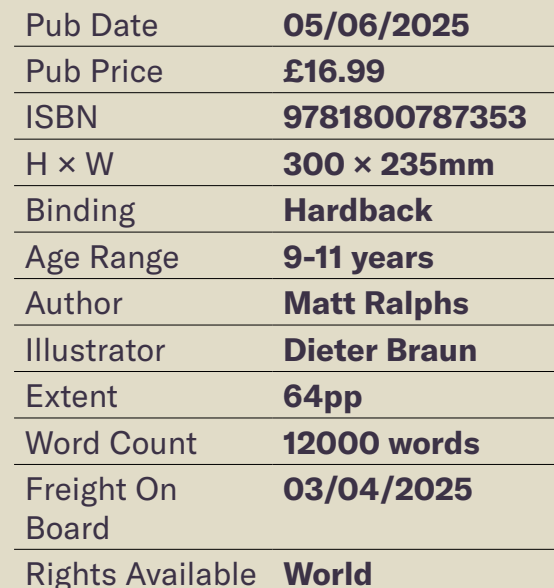 Pub Date 05/06/2025
Pub Price £16.99
ISBN 9781800787353
H × W 300 × 235mm
Binding Hardback
Age Range 9-11 years
Author Matt Ralphs
Illustrator Dieter Braun
Extent 64pp
Word Count 12000 words
Freight On 03/04/2025
Board
Rights Available World